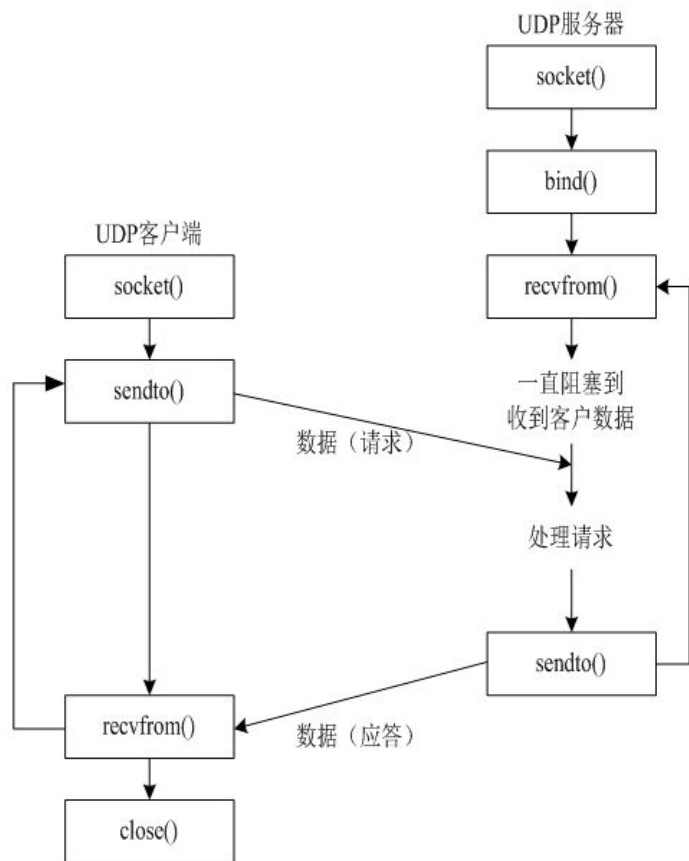 UDP服务器
socket()
bind()
UDP客户端
recvfrom()
socket()
一直阻塞到
收到客户数据
sendto()
数据（请求）
处理请求
sendto()
recvfrom()
数据（应答）
close()